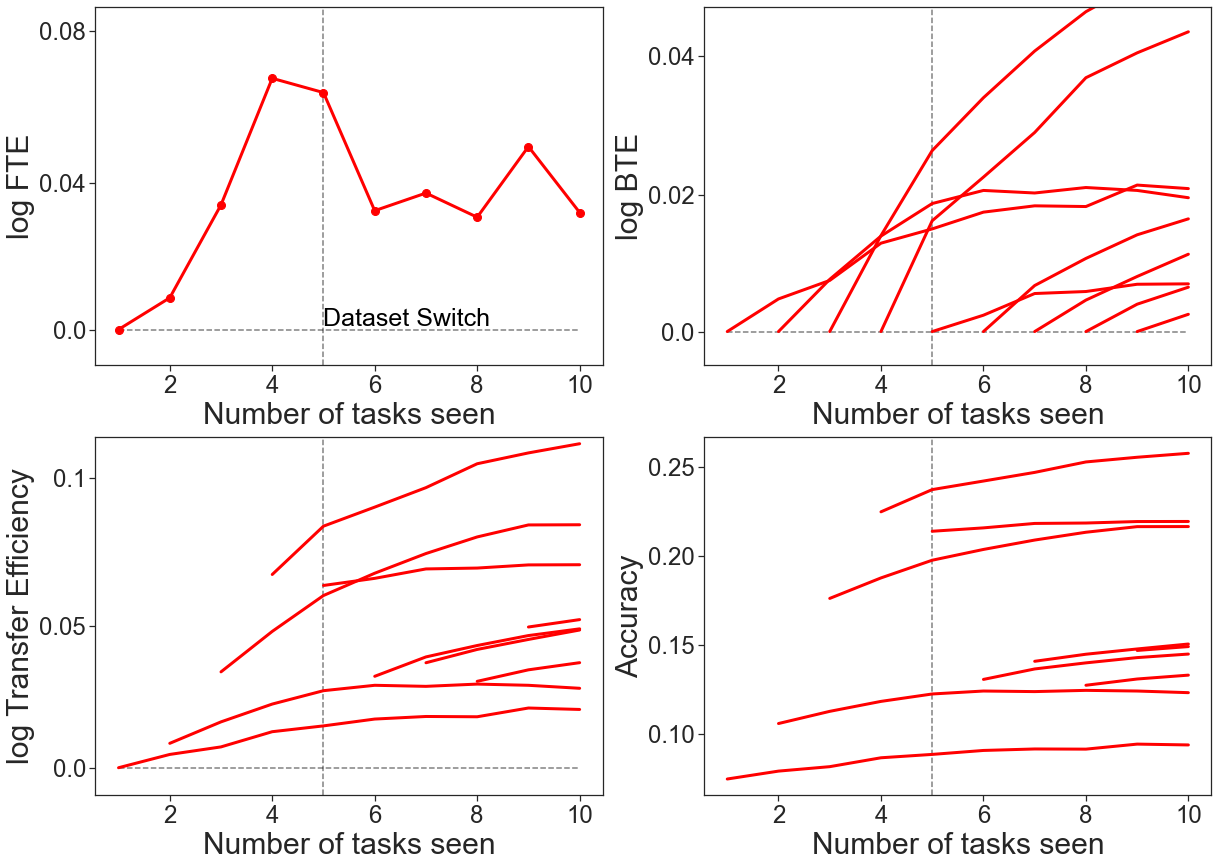 log FTE
0.08
0.04
0.0
Dataset Switch
2 4 6 8 10
Number of tasks seen
log BTE
0.04
0.02
0.0
2 4 6 8 10
Number of tasks seen
log Transfer Efficiency
0.1
0.05
0.0
2 4 6 8 10
Number of tasks seen
Accuracy
0.25
0.20
0.15
0.10
2 4 6 8 10
Number of tasks seen